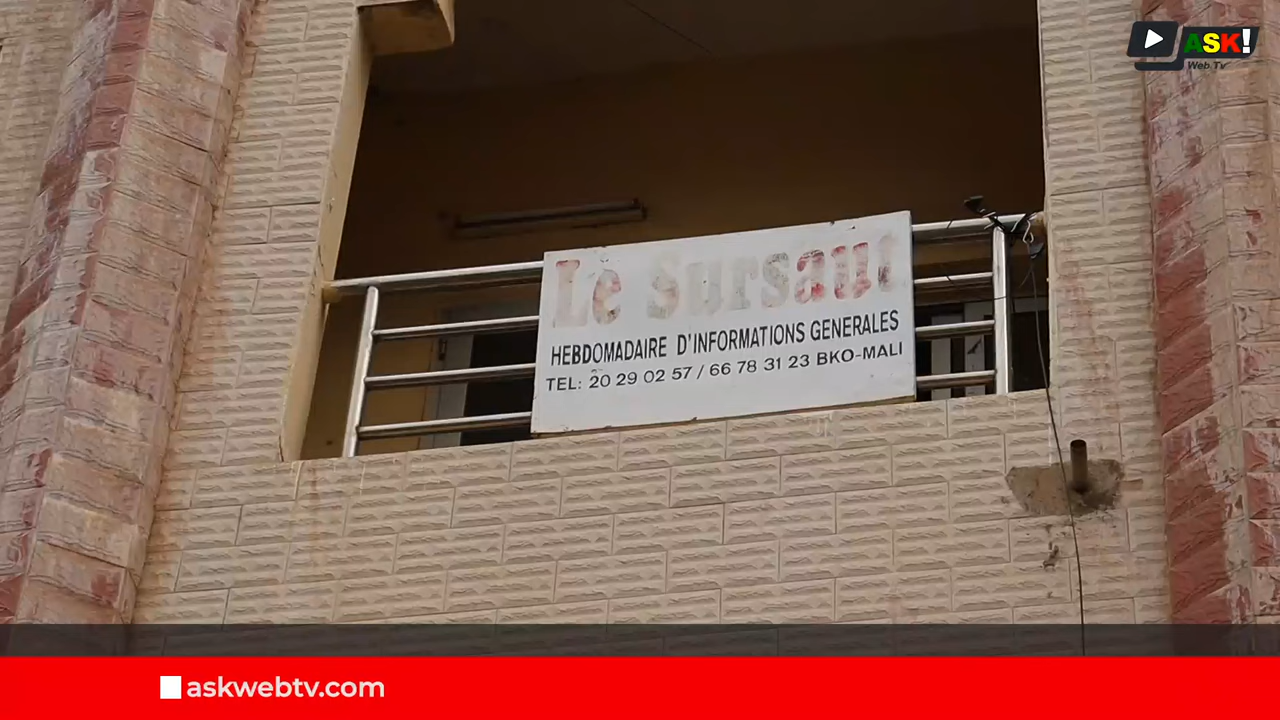 ASK!
Web Tv
Le Sursaut
HEBDOMADAIRE D'INFORMATIONS GENERALES
TEL: 20 29 02 57 / 66 78 31 23 BKO-MALI
askwebtv.com